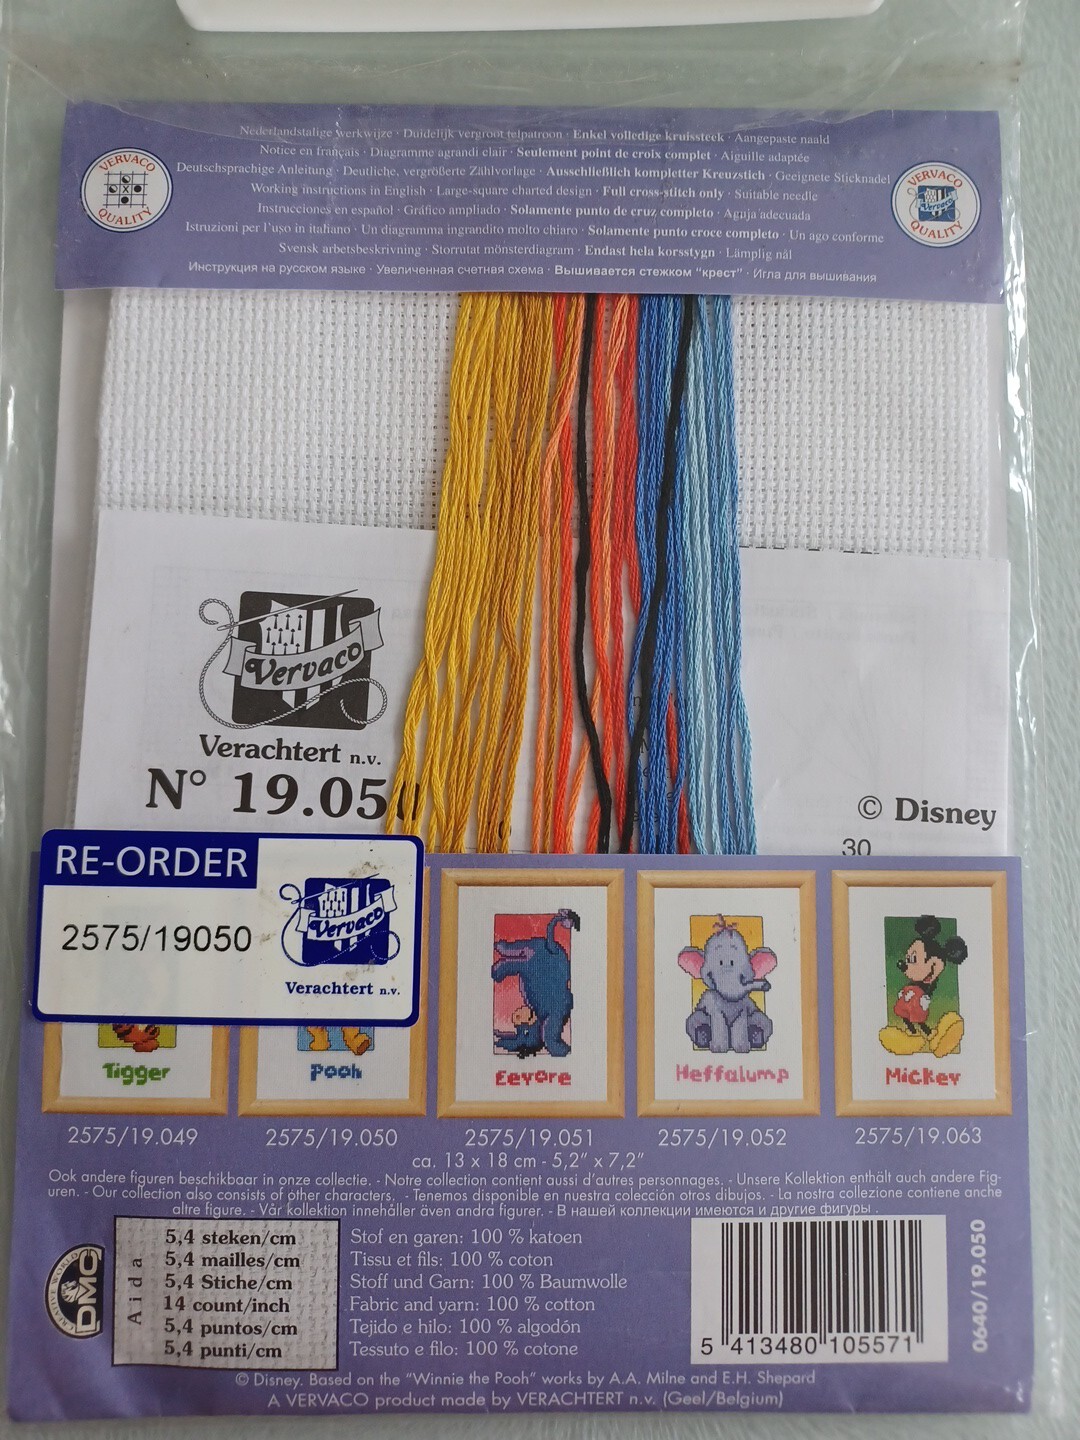 Nederlandstalige werkwijze · Duidelijk vergroot telpatroon · Enkel volledige kruissteek · Aangepaste naald
Notice en français · Diagramme agrandi clair · Seulement point de croix complet · Aiguille adaptée
Deutschsprachige Anleitung · Deutliche, vergrößerte Zählvorlage · Ausschließlich kompletter Kreuzstich · Geeignete Sticknadel
Working instructions in English · Large-square charted design · Full cross-stitch only · Suitable needle
Instrucciones en español · Gráfico ampliado · Solamente punto de cruz completo · Aguja adecuada
Istruzioni per l'uso in italiano · Un diagramma ingrandito molto chiaro · Solamente punto croce completo · Un ago conforme
Svensk arbetsbeskrivning · Storrutat mönsterdiagram · Endast hela korsstygn · Lämplig nål
Инструкция на русском языке · Увеличенная счетная схема · Вышивается стежком "крест" · Игла для вышивания
VERVACO
QUALITY
VERVACO
Vervaco
QUALITY
Vervaco
Verachtert n.v.
N° 19.050
© Disney
30
RE-ORDER
2575/19050
Vervaco
Verachtert n.v.
Tigger
Pooh
Eeyore
Heffalump
Mickey
2575/19.049
2575/19.050
2575/19.051
2575/19.052
2575/19.063
ca. 13 x 18 cm - 5,2" x 7,2"
Ook andere figuren beschikbaar in onze collectie. - Notre collection contient aussi d'autres personnages. - Unsere Kollektion enthält auch andere Fig-
uren. - Our collection also consists of other characters. - Tenemos disponible en nuestra colección otros dibujos. - La nostra collezione contiene anche
altre figure. - Vår kollektion innehåller även andra figurer. - В нашей коллекции имеются и другие фигуры .
CREATIVE WORLD
DMC
Aida
5,4 steken/cm
5,4 mailles/cm
5,4 Stiche/cm
14 count/inch
5,4 puntos/cm
5,4 punti/cm
Stof en garen: 100 % katoen
Tissu et fils: 100 % coton
Stoff und Garn: 100 % Baumwolle
Fabric and yarn: 100 % cotton
Tejido e hilo: 100 % algodón
Tessuto e filo: 100 % cotone
5 413480 105571
0640/19.050
© Disney. Based on the "Winnie the Pooh" works by A.A. Milne and E.H. Shepard
A VERVACO product made by VERACHTERT n.v. (Geel/Belgium)